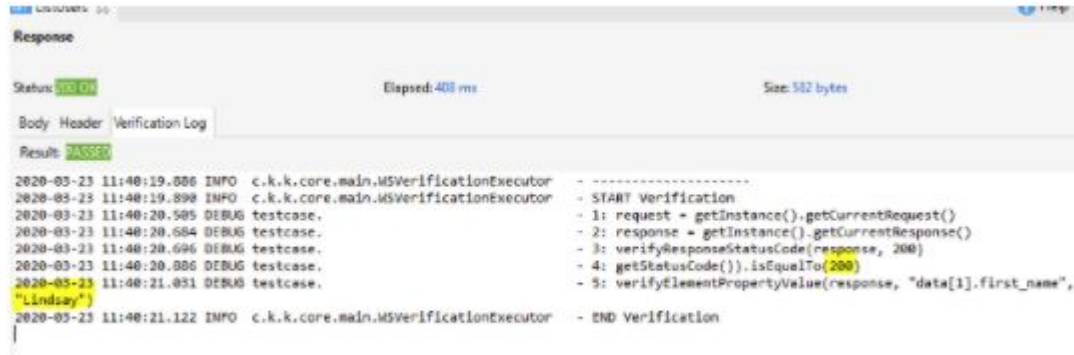 ListUsers
Help
Response
Status: 200 OK Elapsed: 408 ms Size: 582 bytes
Body Header Verification Log
Result: PASSED
2020-03-23 11:40:19.886 INFO c.k.k.core.main.WSVerificationExecutor - --------------------
2020-03-23 11:40:19.890 INFO c.k.k.core.main.WSVerificationExecutor - START Verification
2020-03-23 11:40:20.505 DEBUG testcase. - 1: request = getInstance().getCurrentRequest()
2020-03-23 11:40:20.684 DEBUG testcase. - 2: response = getInstance().getCurrentResponse()
2020-03-23 11:40:20.696 DEBUG testcase. - 3: verifyResponseStatusCode(response, 200)
2020-03-23 11:40:20.886 DEBUG testcase. - 4: getStatusCode()).isEqualTo(200)
2020-03-23 11:40:21.031 DEBUG testcase. - 5: verifyElementPropertyValue(response, "data[1].first_name",
"Lindsay")
2020-03-23 11:40:21.122 INFO c.k.k.core.main.WSVerificationExecutor - END Verification